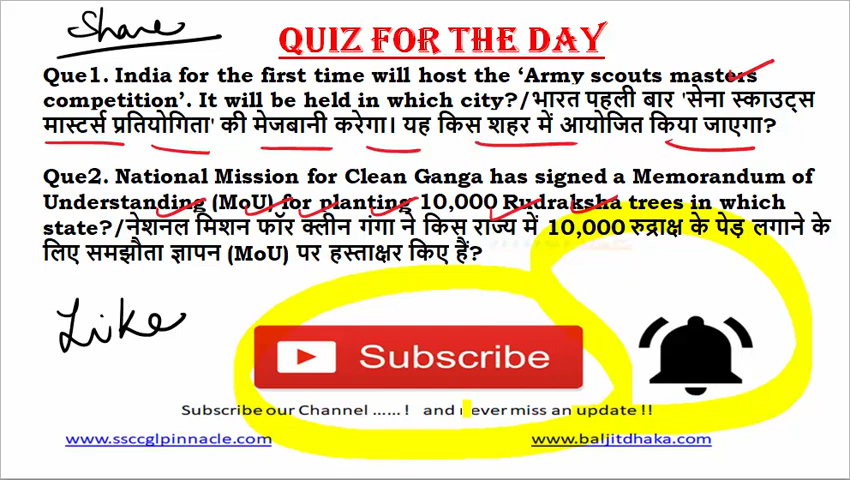 Share
QUIZ FOR THE DAY
Que1. India for the first time will host the ‘Army scouts masters
competition’. It will be held in which city?/भारत पहली बार 'सेना स्काउट्स
मास्टर्स प्रतियोगिता' की मेजबानी करेगा। यह किस शहर में आयोजित किया जाएगा?
Que2. National Mission for Clean Ganga has signed a Memorandum of
Understanding (MoU) for planting 10,000 Rudraksha trees in which
state?/नेशनल मिशन फॉर क्लीन गंगा ने किस राज्य में 10,000 रुद्राक्ष के पेड़ लगाने के
लिए समझौता ज्ञापन (MoU) पर हस्ताक्षर किए हैं?
Like
Subscribe
Subscribe our Channel ...... ! and never miss an update !!
www.ssccglpinnacle.com www.baljitdhaka.com